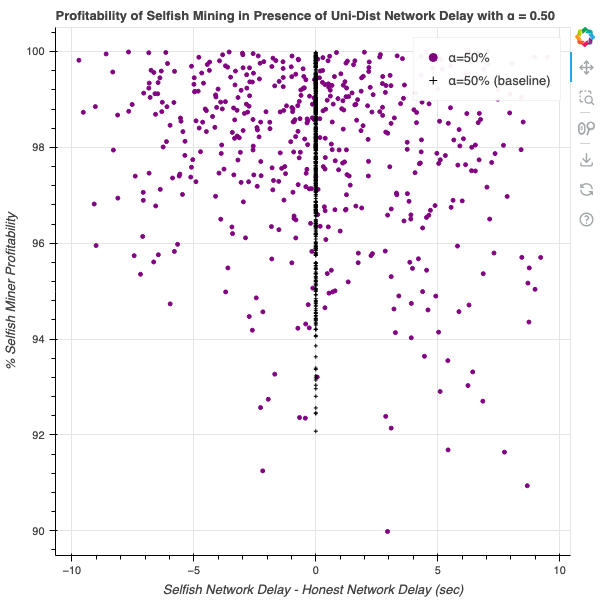 Profitability of Selfish Mining in Presence of Uni-Dist Network Delay with α = 0.50
α=50%
α=50% (baseline)
100
98
96
94
92
90
% Selfish Miner Profitability
−10
−5
0
5
10
Selfish Network Delay - Honest Network Delay (sec)